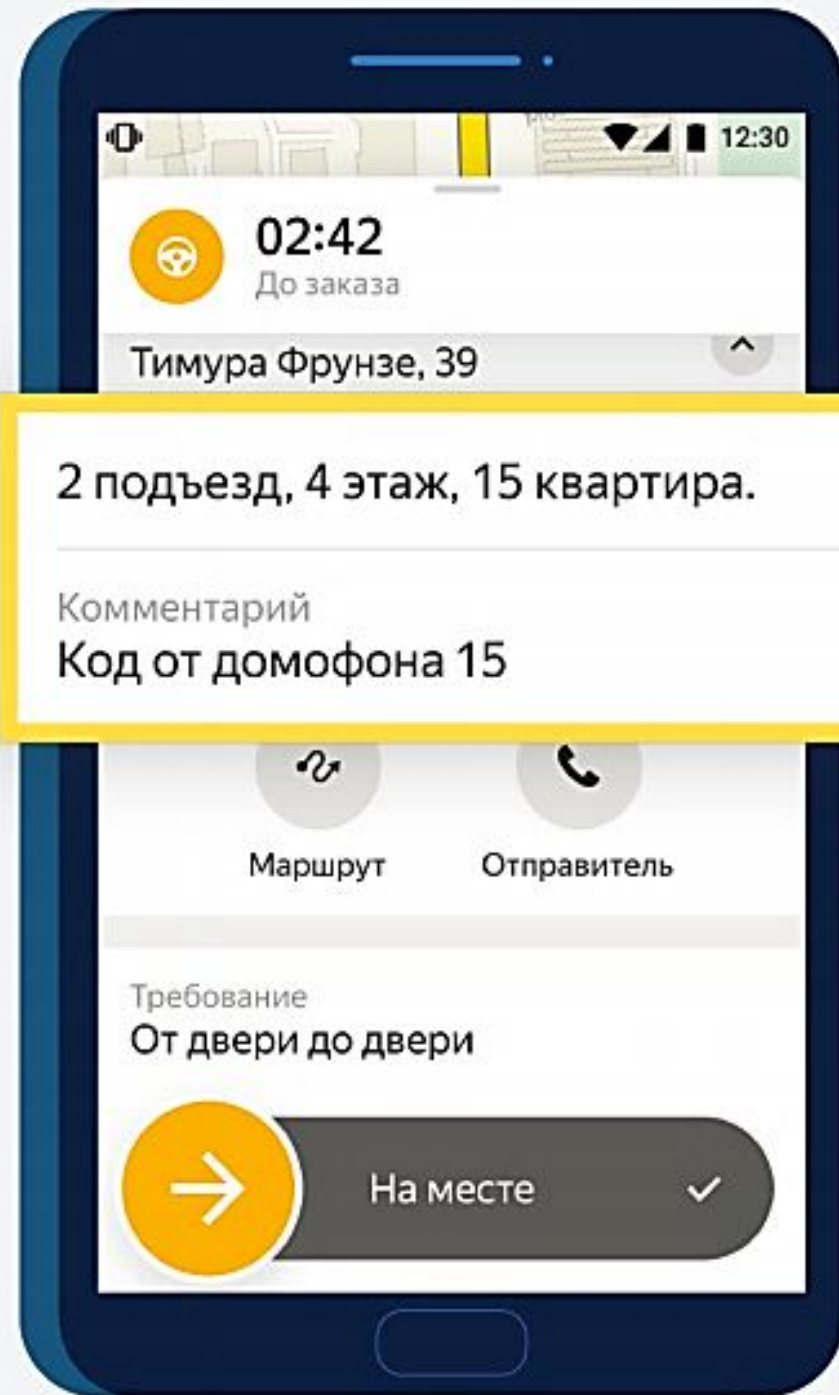 12:30
02:42
До заказа
Тимура Фрунзе, 39
2 подъезд, 4 этаж, 15 квартира.
Комментарий
Код от домофона 15
Маршрут
Отправитель
Требование
От двери до двери
На месте